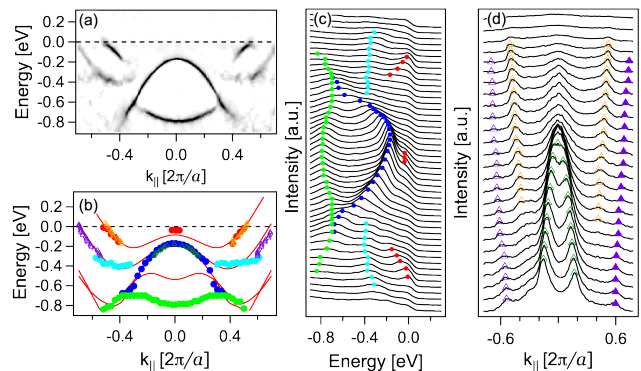 (a)
Energy [eV]
0.2
0.0
-0.2
-0.4
-0.6
-0.8
-0.4
0.0
0.4
k|| [2π/a]
(b)
Energy [eV]
0.2
0.0
-0.2
-0.4
-0.6
-0.8
-0.4
0.0
0.4
k|| [2π/a]
(c)
Intensity [a.u.]
-0.8
-0.4
0.0
Energy [eV]
(d)
Intensity [a.u.]
-0.6
0.6
k|| [2π/a]